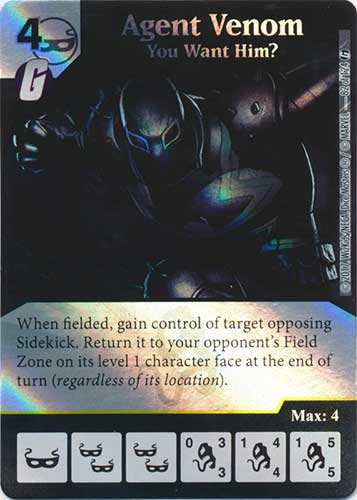 4
Agent Venom
You Want Him?
G
When fielded, gain control of target opposing
Sidekick. Return it to your opponent's Field
Zone on its level 1 character face at the end of
turn (regardless of its location).
Max: 4
0 3 3
1 4 4
1 5 5
© MARVEL